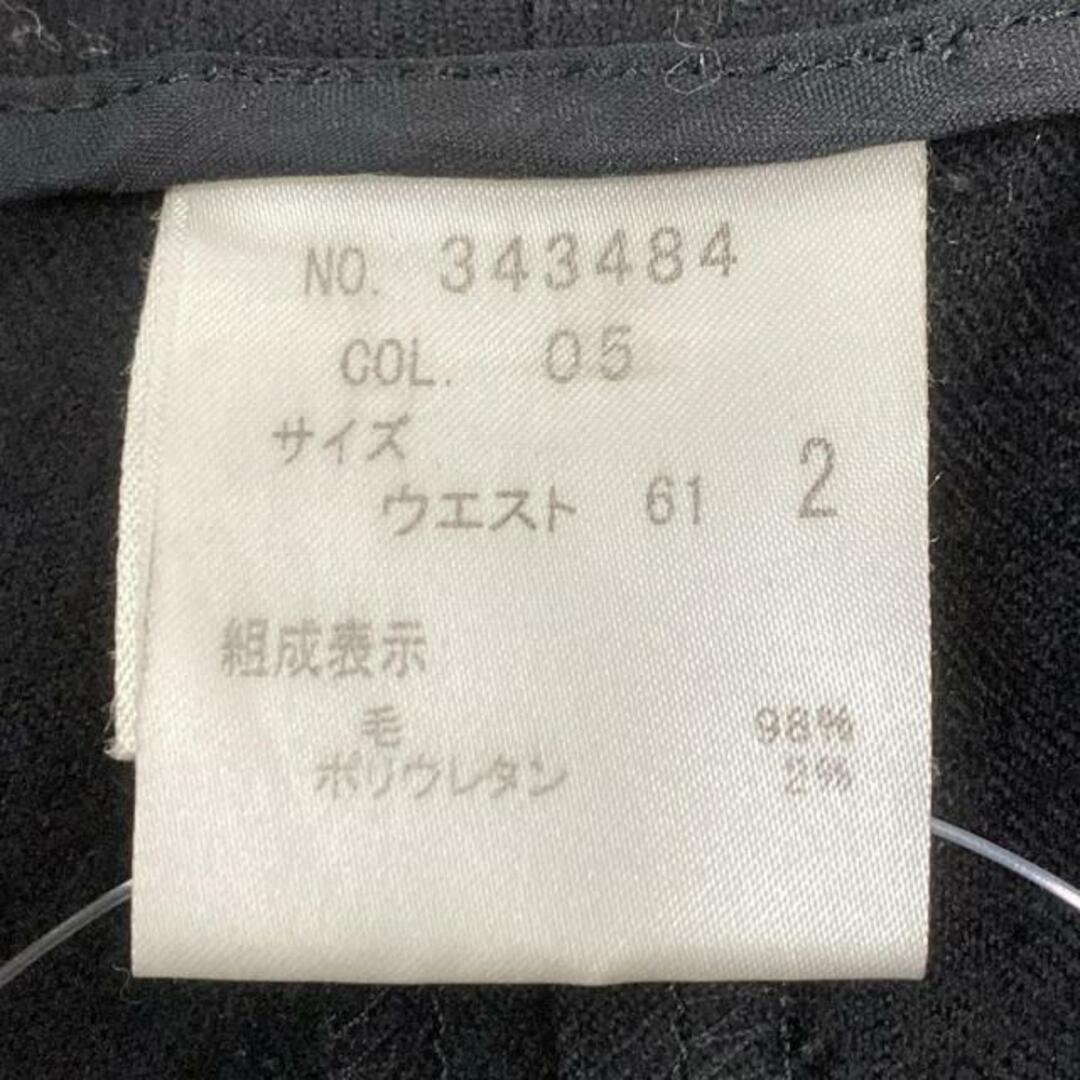 NO. 343484
COL. 05
サイズ
ウエスト 61 2
組成表示
毛 98%
ポリウレタン 2%